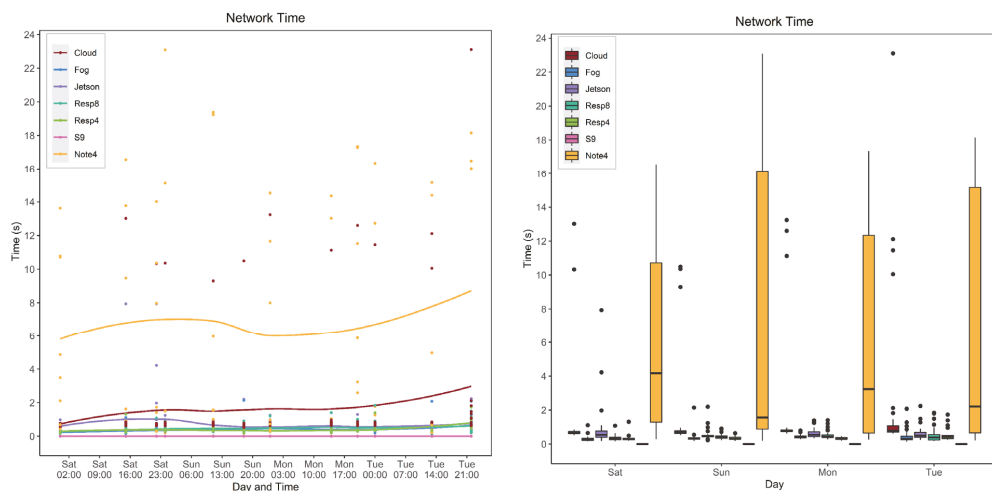 Network Time
24
22
20
18
16
14
12
10
8
6
4
2
0
Time (s)
Cloud
Fog
Jetson
Resp8
Resp4
S9
Note4
Sat Sat Sat Sat Sun Sun Sun Mon Mon Mon Tue Tue Tue Tue
02:00 09:00 16:00 23:00 06:00 13:00 20:00 03:00 10:00 17:00 00:00 07:00 14:00 21:00
Day and Time
Network Time
24
22
20
18
16
14
12
10
8
6
4
2
0
Time (s)
Cloud
Fog
Jetson
Resp8
Resp4
S9
Note4
Sat Sun Mon Tue
Day